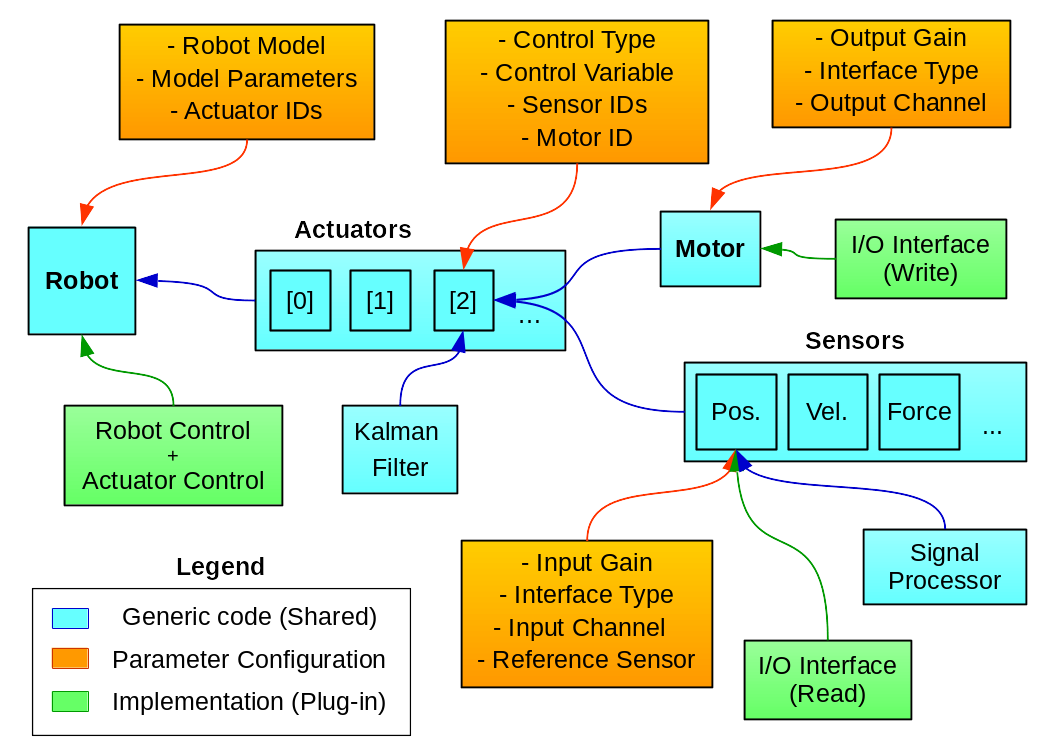 - Robot Model
- Model Parameters
- Actuator IDs
- Control Type
- Control Variable
- Sensor IDs
- Motor ID
- Output Gain
- Interface Type
- Output Channel
Robot
Actuators
[0]
[1]
[2]
...
Motor
I/O Interface
(Write)
Sensors
Pos.
Vel.
Force
...
Robot Control
+
Actuator Control
Kalman
Filter
- Input Gain
- Interface Type
- Input Channel
- Reference Sensor
Signal
Processor
I/O Interface
(Read)
Legend
Generic code (Shared)
Parameter Configuration
Implementation (Plug-in)